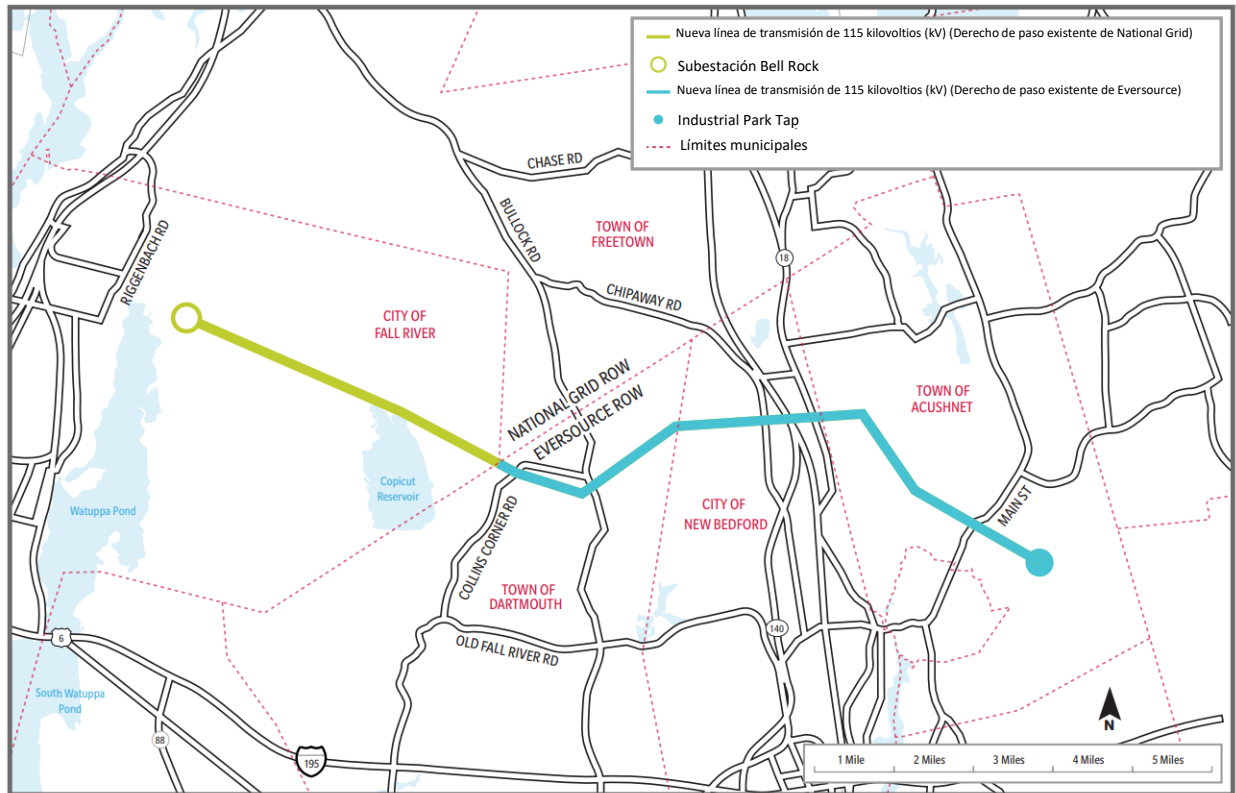 Nueva línea de transmisión de 115 kilovoltios (kV) (Derecho de paso existente de National Grid)
Subestación Bell Rock
Nueva línea de transmisión de 115 kilovoltios (kV) (Derecho de paso existente de Eversource)
Industrial Park Tap
Límites municipales
CHASE RD
BULLOCK RD
TOWN OF
FREETOWN
RIGGENBACH RD
18
CHIPAWAY RD
CITY OF
FALL RIVER
NATIONAL GRID ROW
EVERSOURCE ROW
TOWN OF
ACUSHNET
Copicut
Reservoir
Watuppa Pond
CITY OF
NEW BEDFORD
MAIN ST
COLLINS CORNER RD
TOWN OF
DARTMOUTH
6
140
OLD FALL RIVER RD
South Watuppa
Pond
88
195
N
1 Mile
2 Miles
3 Miles
4 Miles
5 Miles